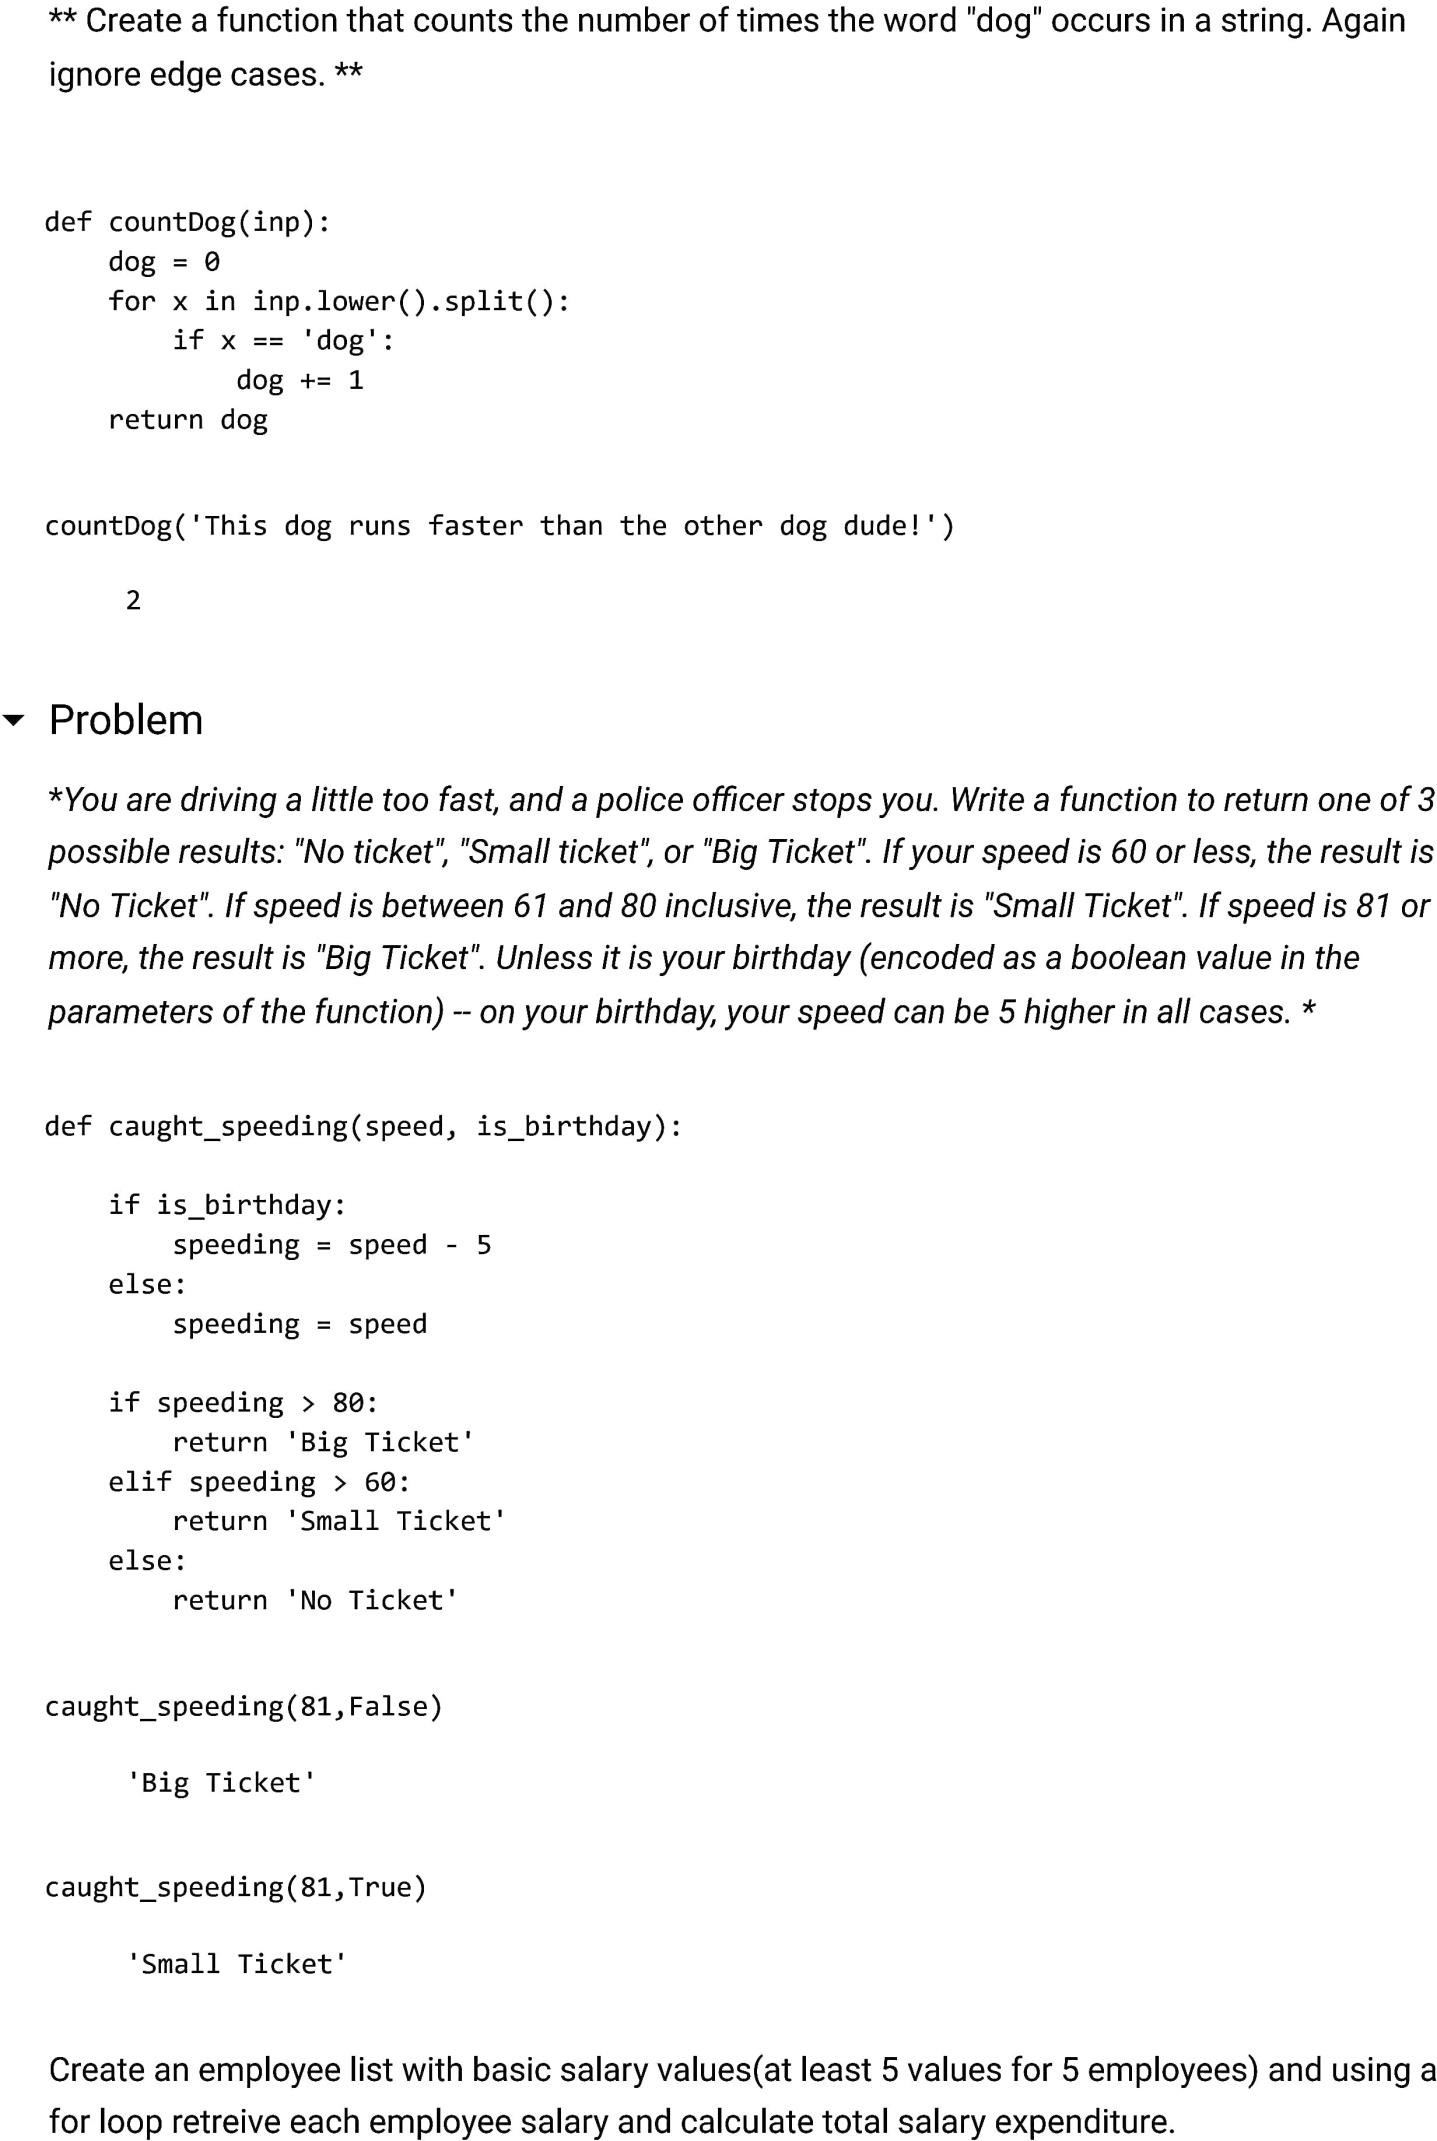 ** Create a function that counts the number of times the word "dog" occurs in a string. Again
ignore edge cases. **
def countDog(inp):
    dog = 0
    for x in inp.lower().split():
        if x == 'dog':
            dog += 1
    return dog
countDog('This dog runs faster than the other dog dude!')
2
Problem
*You are driving a little too fast, and a police officer stops you. Write a function to return one of 3
possible results: "No ticket", "Small ticket", or "Big Ticket". If your speed is 60 or less, the result is
"No Ticket". If speed is between 61 and 80 inclusive, the result is "Small Ticket". If speed is 81 or
more, the result is "Big Ticket". Unless it is your birthday (encoded as a boolean value in the
parameters of the function) -- on your birthday, your speed can be 5 higher in all cases. *
def caught_speeding(speed, is_birthday):
    if is_birthday:
        speeding = speed - 5
    else:
        speeding = speed
    if speeding > 80:
        return 'Big Ticket'
    elif speeding > 60:
        return 'Small Ticket'
    else:
        return 'No Ticket'
caught_speeding(81,False)
'Big Ticket'
caught_speeding(81,True)
'Small Ticket'
Create an employee list with basic salary values(at least 5 values for 5 employees) and using a
for loop retreive each employee salary and calculate total salary expenditure.